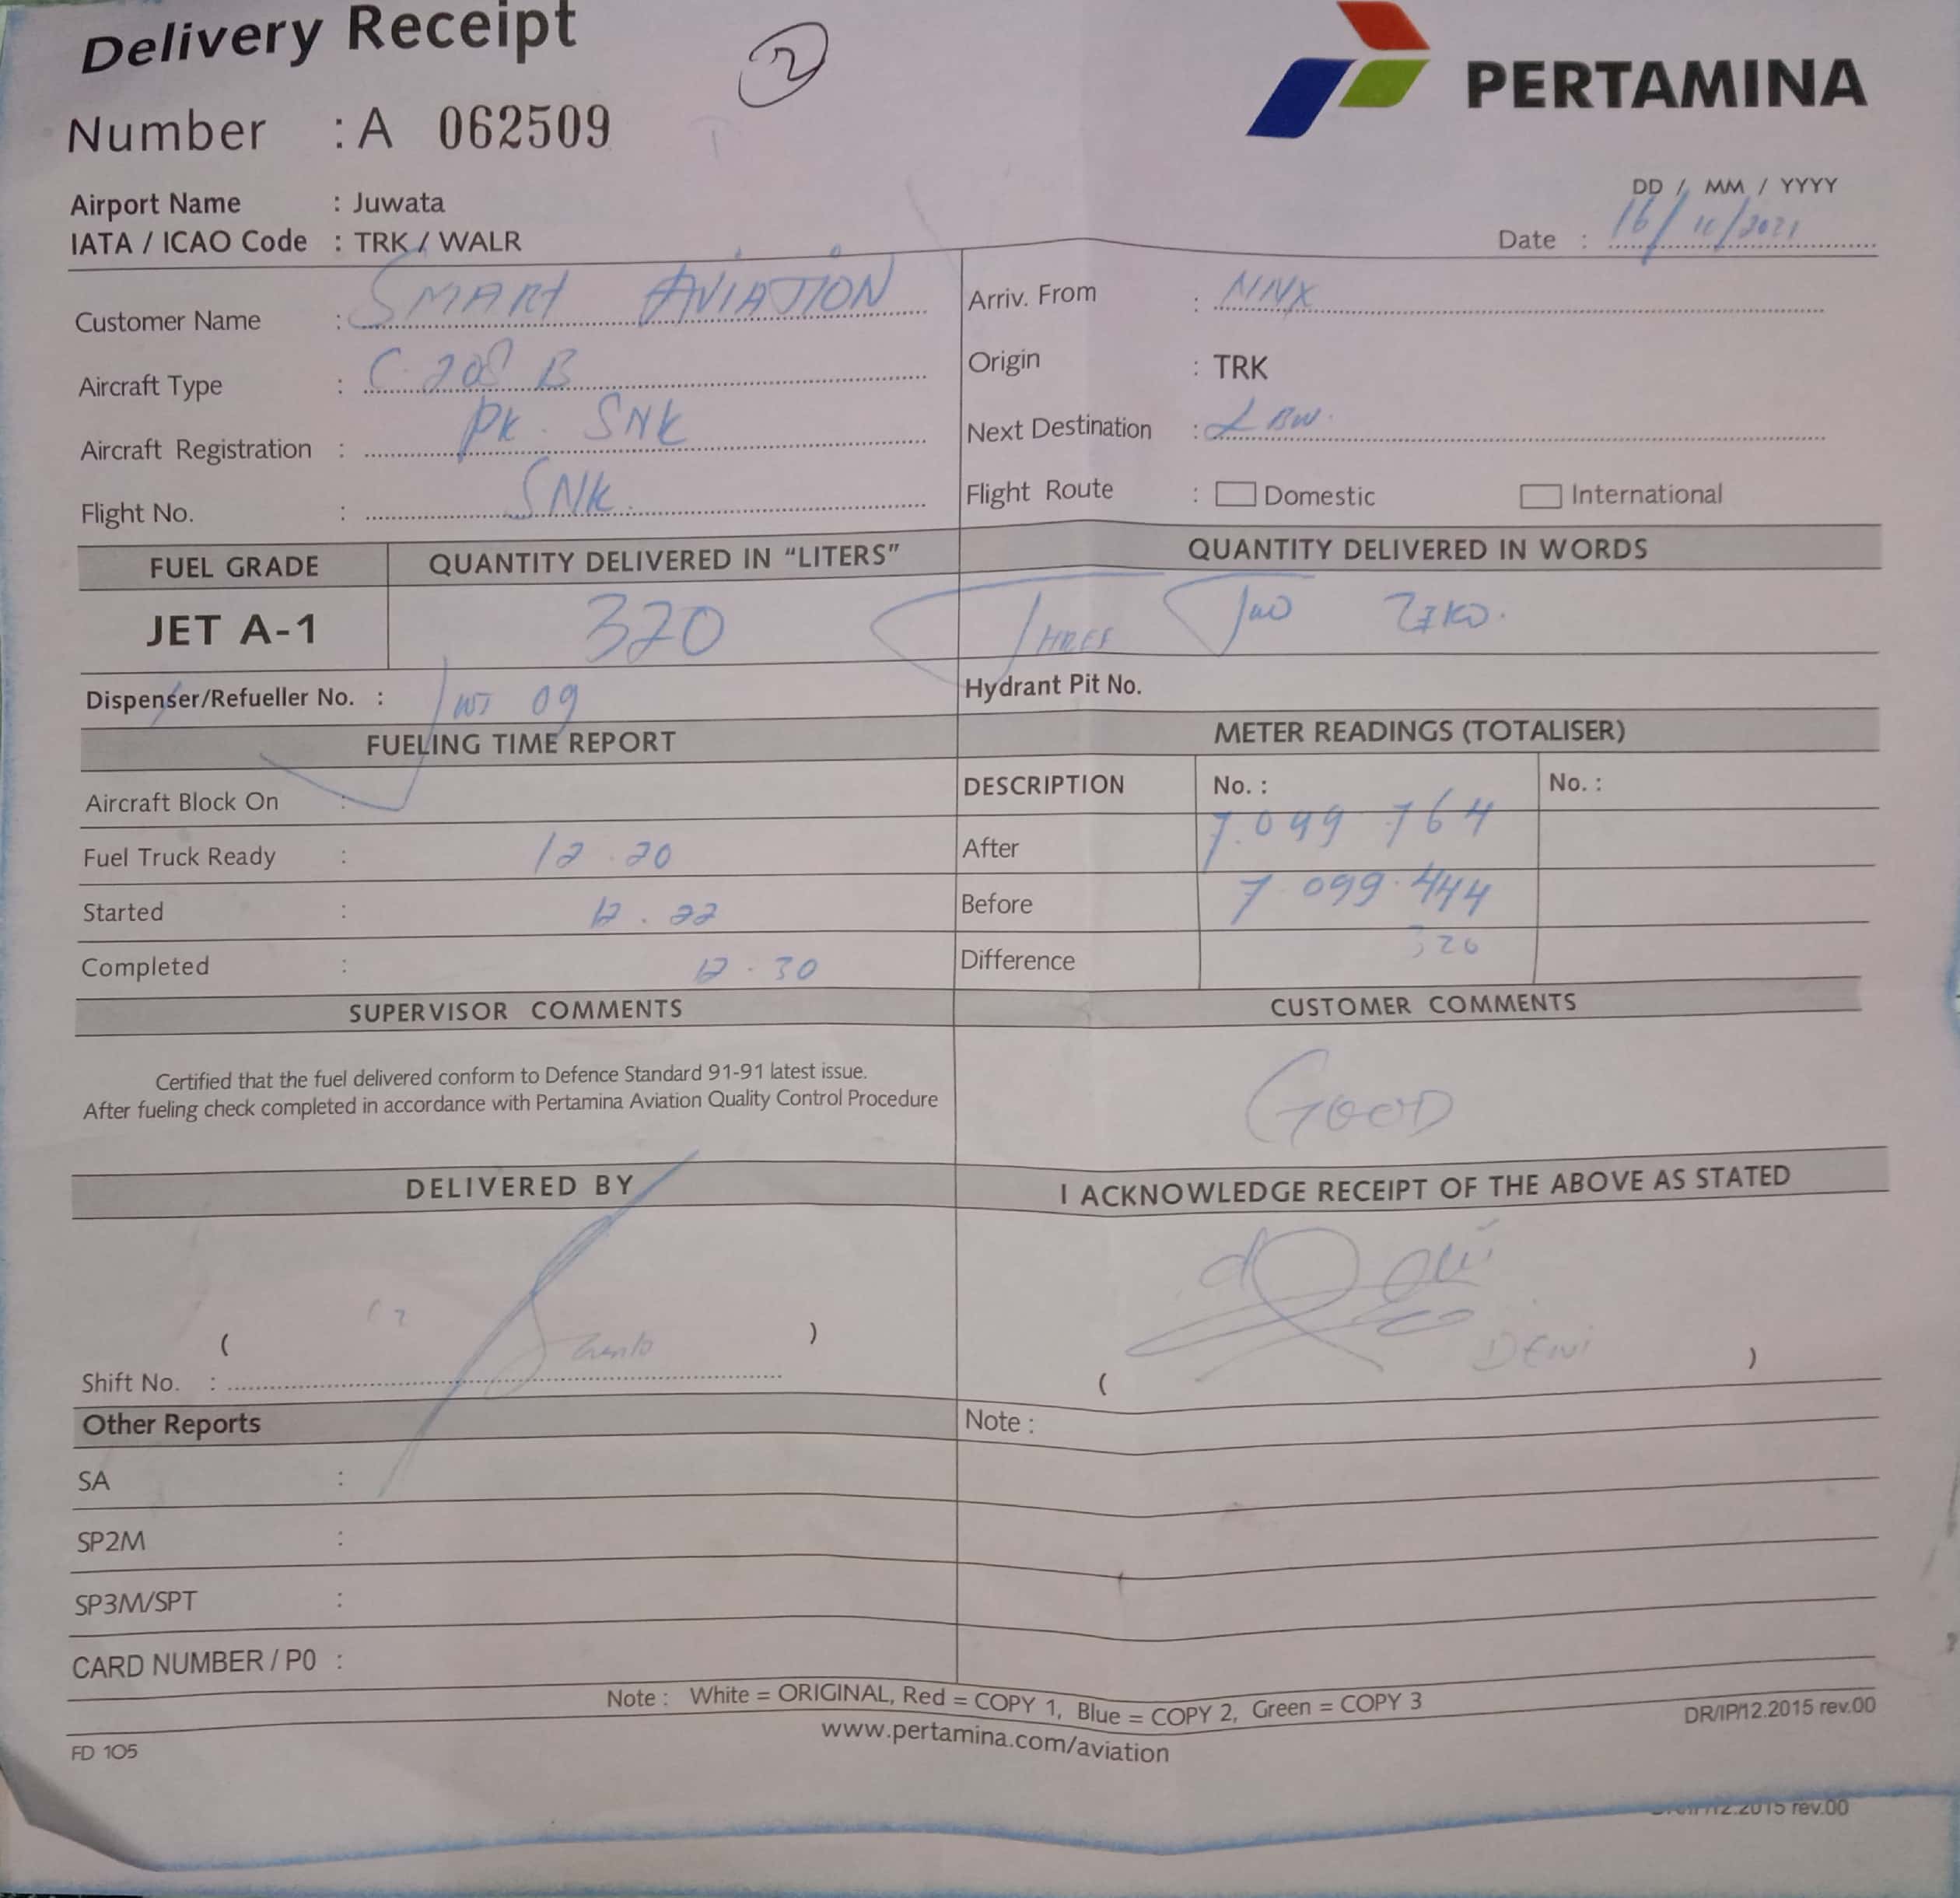 Delivery Receipt
2
PERTAMINA
Number : A 062509
DD / MM / YYYY
Airport Name : Juwata
IATA / ICAO Code : TRK / WALR
Date : 16/ /2021
Customer Name : SMART AVIATION
Arriv. From : NNX
Aircraft Type : C 208 B
Origin : TRK
Aircraft Registration : PK. SNK
Next Destination : LBW.
Flight No. : SNK.
Flight Route : Domestic International
FUEL GRADE QUANTITY DELIVERED IN “LITERS” QUANTITY DELIVERED IN WORDS
JET A-1 320 THREE TWO ZERO.
Dispenser/Refueller No. : 09
Hydrant Pit No.
FUELING TIME REPORT METER READINGS (TOTALISER)
Aircraft Block On :
DESCRIPTION No. : No. :
Fuel Truck Ready : 12.20
After 7.099 764
Started : 12.22
Before 7 099.444
Completed : 12.30
Difference 320
SUPERVISOR COMMENTS CUSTOMER COMMENTS
Certified that the fuel delivered conform to Defence Standard 91-91 latest issue.
After fueling check completed in accordance with Pertamina Aviation Quality Control Procedure
GOOD
DELIVERED BY I ACKNOWLEDGE RECEIPT OF THE ABOVE AS STATED
( )
Shift No. :
( )
Other Reports
Note :
SA :
SP2M :
SP3M/SPT :
CARD NUMBER / P0 :
Note : White = ORIGINAL, Red = COPY 1, Blue = COPY 2, Green = COPY 3
DR/IP/12.2015 rev.00
FD 105
www.pertamina.com/aviation
12.2015 rev.00